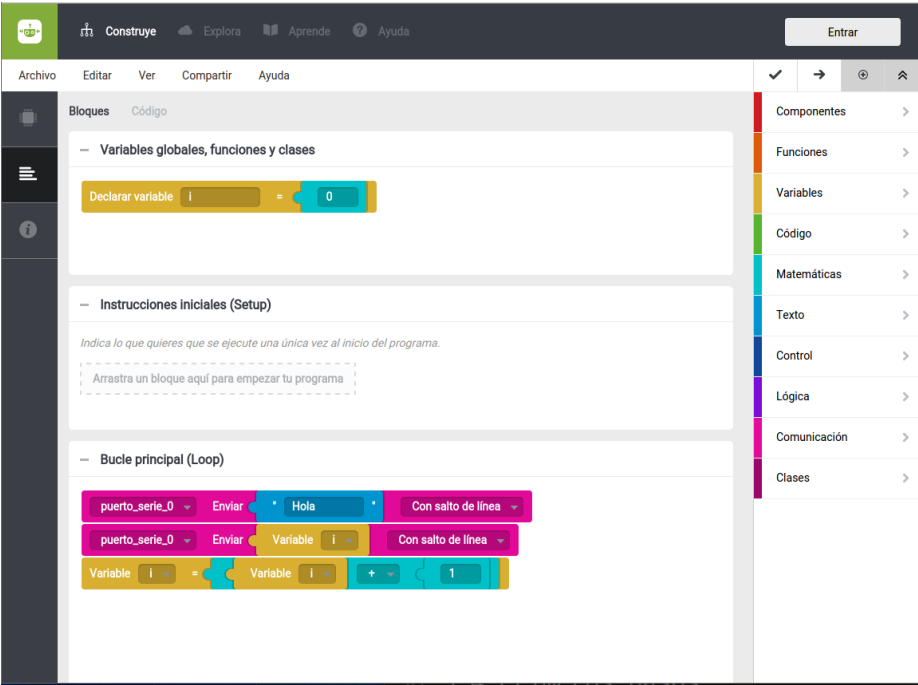 Construye Explora Aprende Ayuda Entrar
Archivo Editar Ver Compartir Ayuda
Bloques Código
Variables globales, funciones y clases
Declarar variable i = 0
Instrucciones iniciales (Setup)
Indica lo que quieres que se ejecute una única vez al inicio del programa.
Arrastra un bloque aquí para empezar tu programa
Bucle principal (Loop)
puerto_serie_0 Enviar " Hola " Con salto de línea
puerto_serie_0 Enviar Variable i Con salto de línea
Variable i = Variable i + 1
Componentes
Funciones
Variables
Código
Matemáticas
Texto
Control
Lógica
Comunicación
Clases